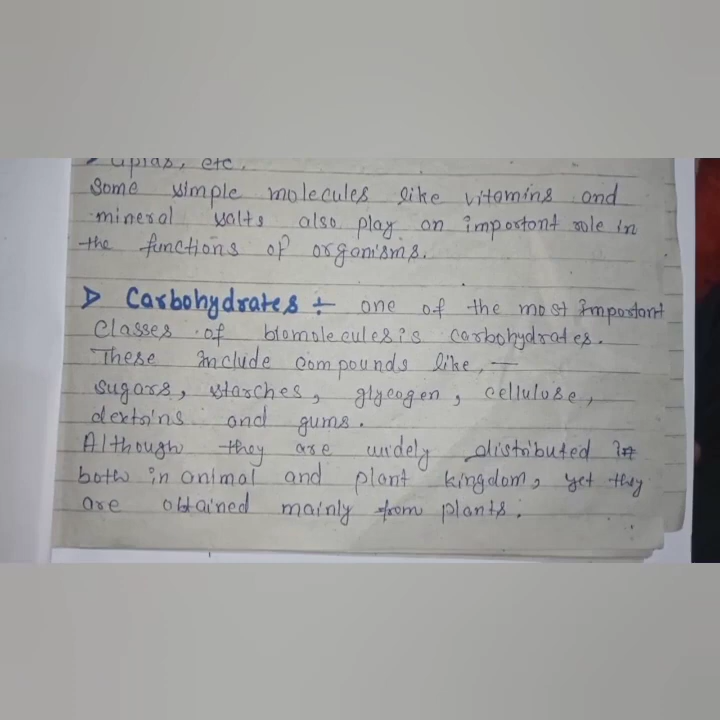 Lipids, etc.
Some simple molecules like vitamins and
mineral salts also play an important role in
the functions of organisms.
Carbohydrates :- one of the most important
Classes of biomolecules is carbohydrates.
These include compounds like, —
sugars, starches, glycogen, cellulose,
dextrins and gums.
Although they are widely distributed in
both in animal and plant kingdom, yet they
are obtained mainly from plants.